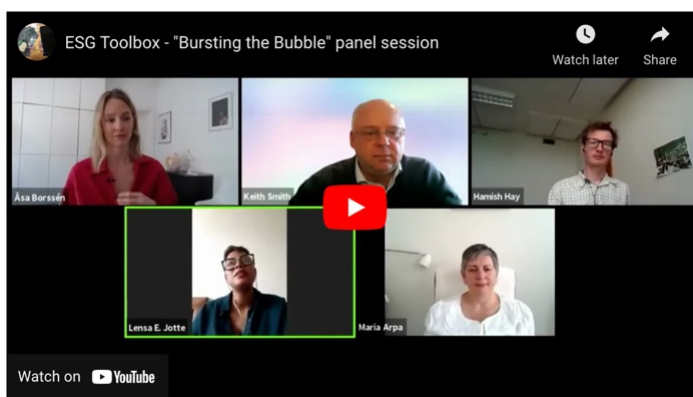 ESG Toolbox - "Bursting the Bubble" panel session
Watch later
Share
Åsa Borssén
Keith Smith
Hamish Hay
Lensa E. Jotte
Maria Arpa
Watch on YouTube